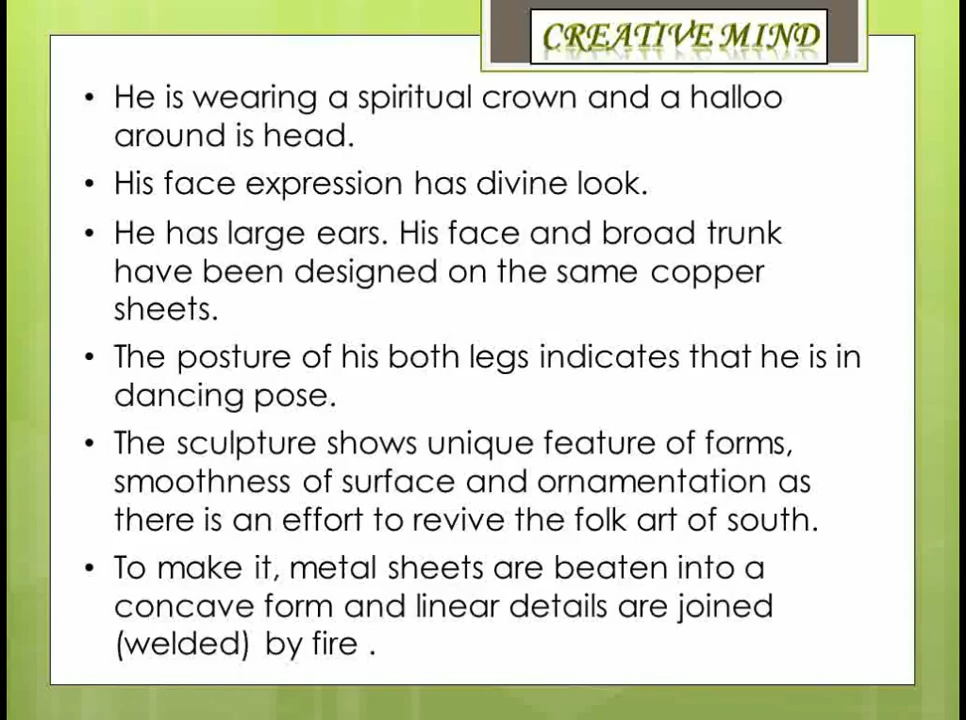 CREATIVE MIND
• He is wearing a spiritual crown and a halloo
around is head.
• His face expression has divine look.
• He has large ears. His face and broad trunk
have been designed on the same copper
sheets.
• The posture of his both legs indicates that he is in
dancing pose.
• The sculpture shows unique feature of forms,
smoothness of surface and ornamentation as
there is an effort to revive the folk art of south.
• To make it, metal sheets are beaten into a
concave form and linear details are joined
(welded) by fire .